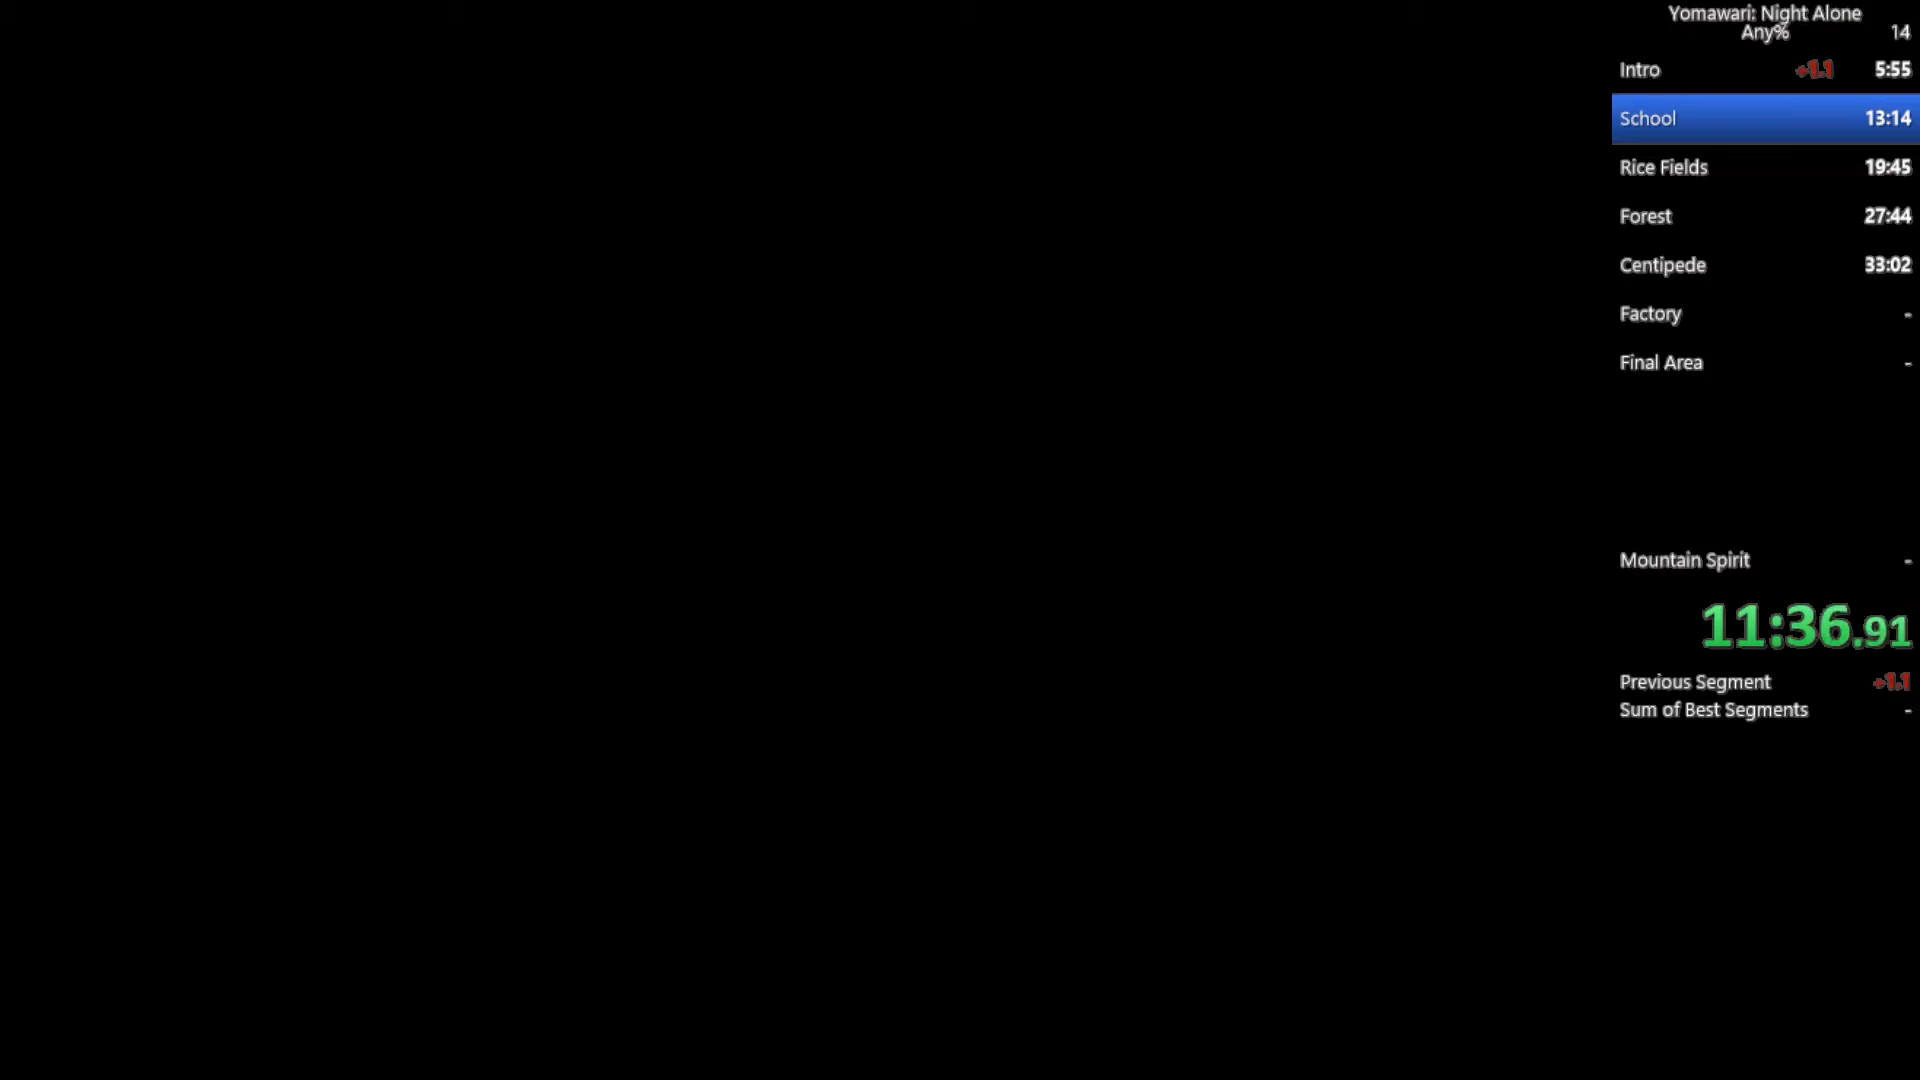 Yomawari: Night Alone
Any% 14
Intro +1.1 5:55
School 13:14
Rice Fields 19:45
Forest 27:44
Centipede 33:02
Factory -
Final Area -
Mountain Spirit -
11:36.91
Previous Segment +1.1
Sum of Best Segments -